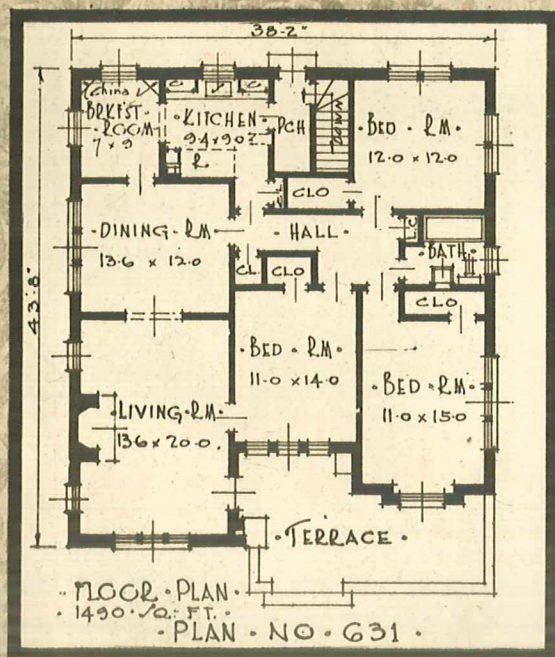 38-2"
43'8"
China
BRKFST
ROOM
7 x 9
C
S
C
KITCHEN
9.4 x 9.0
R
PCH
DOWN
BED · RM ·
12.0 x 12.0
CLO
· DINING · RM
13.6 x 12.0
· HALL ·
C
· BATH ·
CL
CLO
CLO
· BED · RM ·
11.0 x 14.0
· BED · RM ·
11.0 x 15.0
· LIVING · RM
13.6 x 20.0.
· TERRACE ·
· FLOOR · PLAN ·
· 1490 · SQ · FT. ·
· PLAN · NO · 631 ·